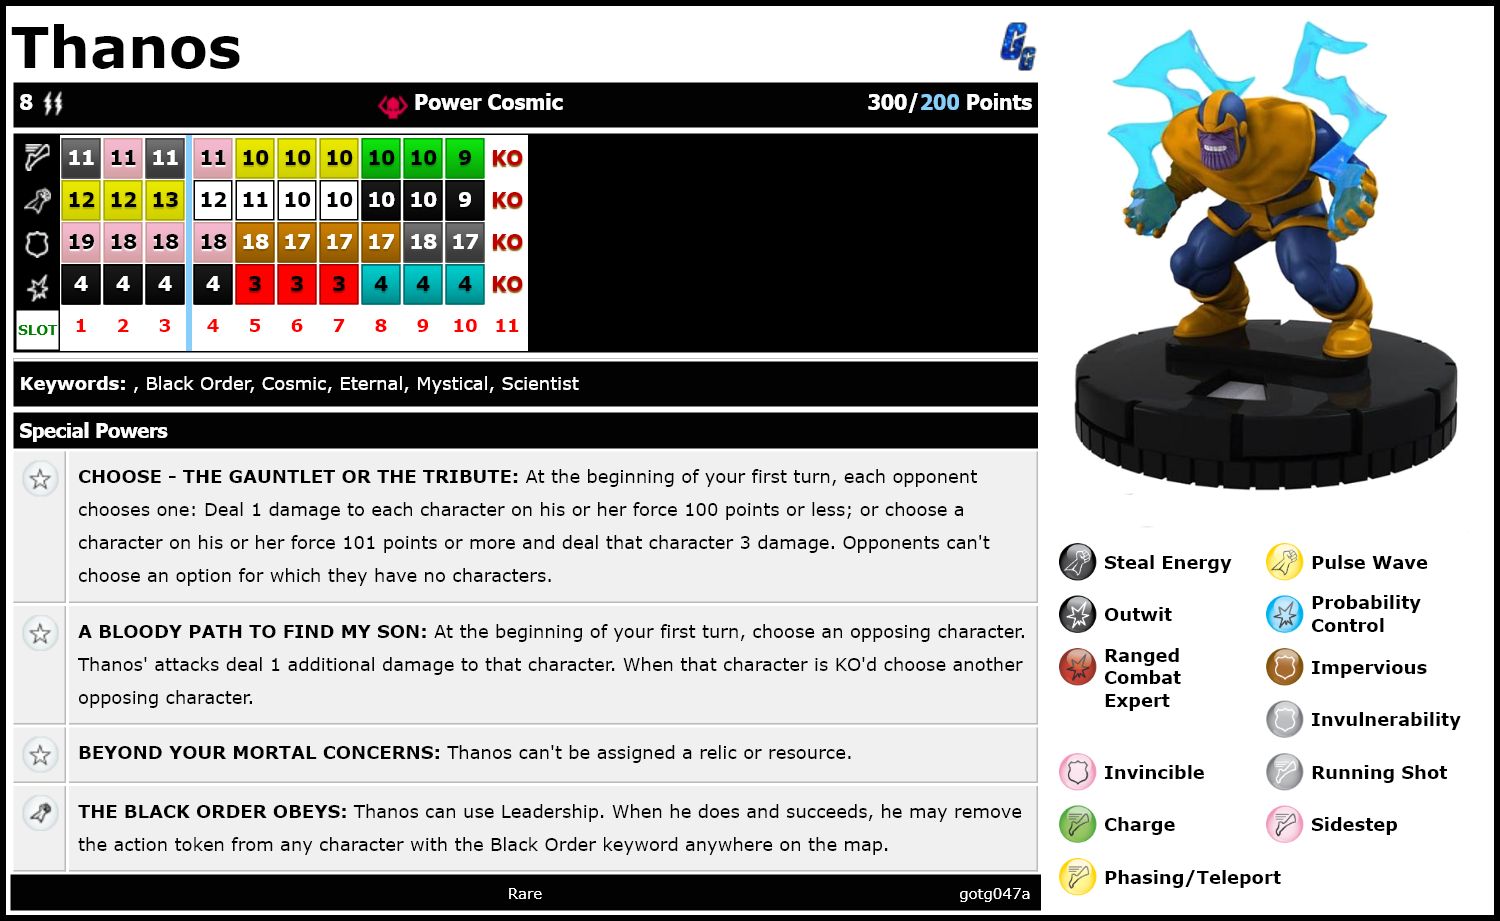 Thanos
GG
8 Power Cosmic 300/200 Points
11 11 11 11 10 10 10 10 10 9 KO
12 12 13 12 11 10 10 10 10 9 KO
19 18 18 18 18 17 17 17 18 17 KO
4 4 4 4 3 3 3 4 4 4 KO
SLOT 1 2 3 4 5 6 7 8 9 10 11
Keywords: , Black Order, Cosmic, Eternal, Mystical, Scientist
Special Powers
CHOOSE - THE GAUNTLET OR THE TRIBUTE: At the beginning of your first turn, each opponent
chooses one: Deal 1 damage to each character on his or her force 100 points or less; or choose a
character on his or her force 101 points or more and deal that character 3 damage. Opponents can't
choose an option for which they have no characters.
A BLOODY PATH TO FIND MY SON: At the beginning of your first turn, choose an opposing character.
Thanos' attacks deal 1 additional damage to that character. When that character is KO'd choose another
opposing character.
BEYOND YOUR MORTAL CONCERNS: Thanos can't be assigned a relic or resource.
THE BLACK ORDER OBEYS: Thanos can use Leadership. When he does and succeeds, he may remove
the action token from any character with the Black Order keyword anywhere on the map.
Rare gotg047a
Steal Energy
Pulse Wave
Outwit
Probability
Control
Ranged
Combat
Expert
Impervious
Invulnerability
Invincible
Running Shot
Charge
Sidestep
Phasing/Teleport